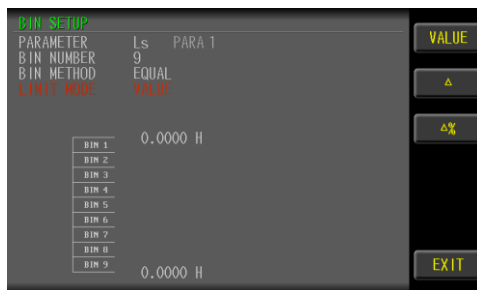 BIN SETUP
PARAMETER Ls PARA 1
BIN NUMBER 9
BIN METHOD EQUAL
LIMIT MODE VALUE
0.0000 H
BIN 1
BIN 2
BIN 3
BIN 4
BIN 5
BIN 6
BIN 7
BIN 8
BIN 9
0.0000 H
VALUE
△
△%
EXIT